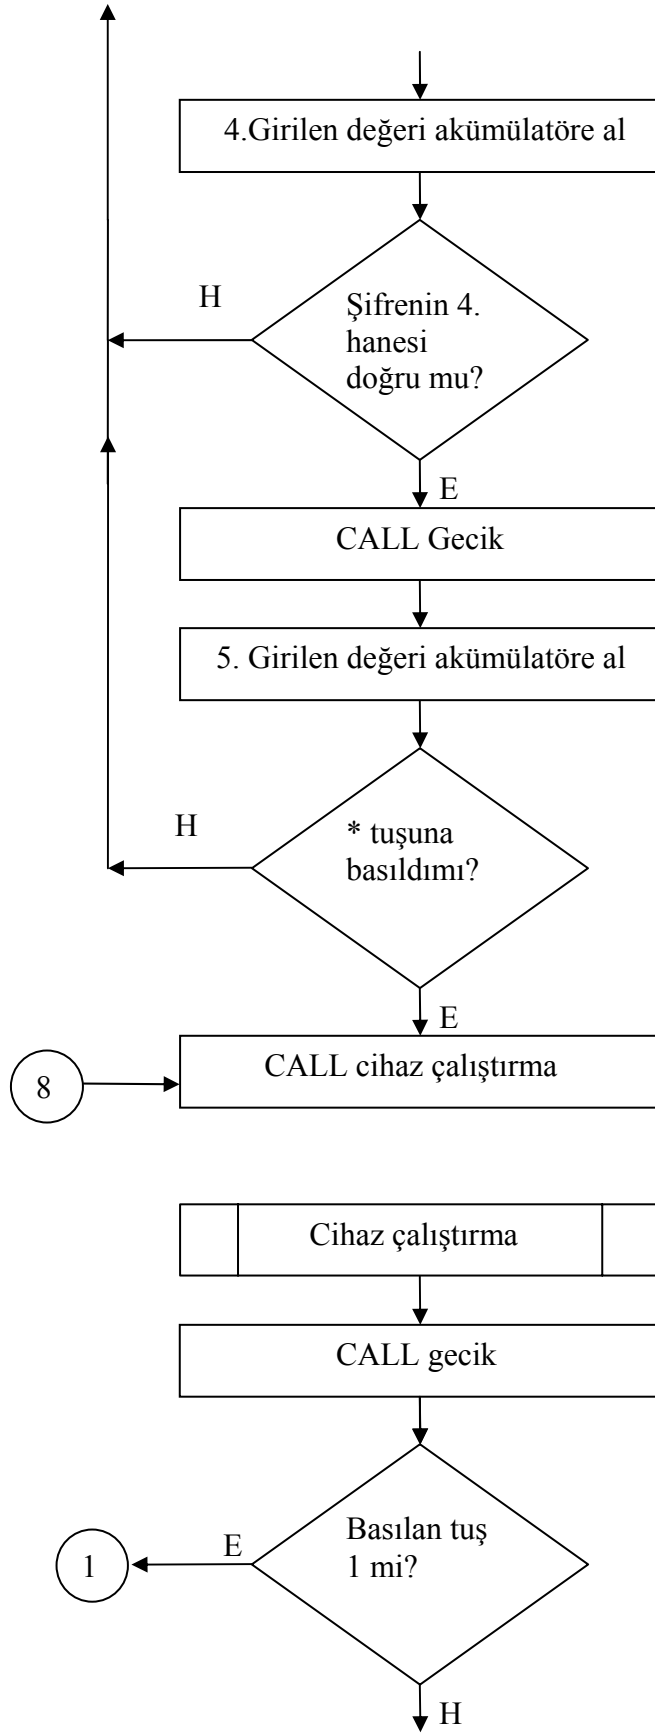 4.Girilen değeri akümülatöre al
H
Şifrenin 4.
hanesi
doğru mu?
E
CALL Gecik
5. Girilen değeri akümülatöre al
H
* tuşuna
basıldımı?
E
CALL cihaz çalıştırma
8
Cihaz çalıştırma
CALL gecik
Basılan tuş
1 mi?
E
1
H